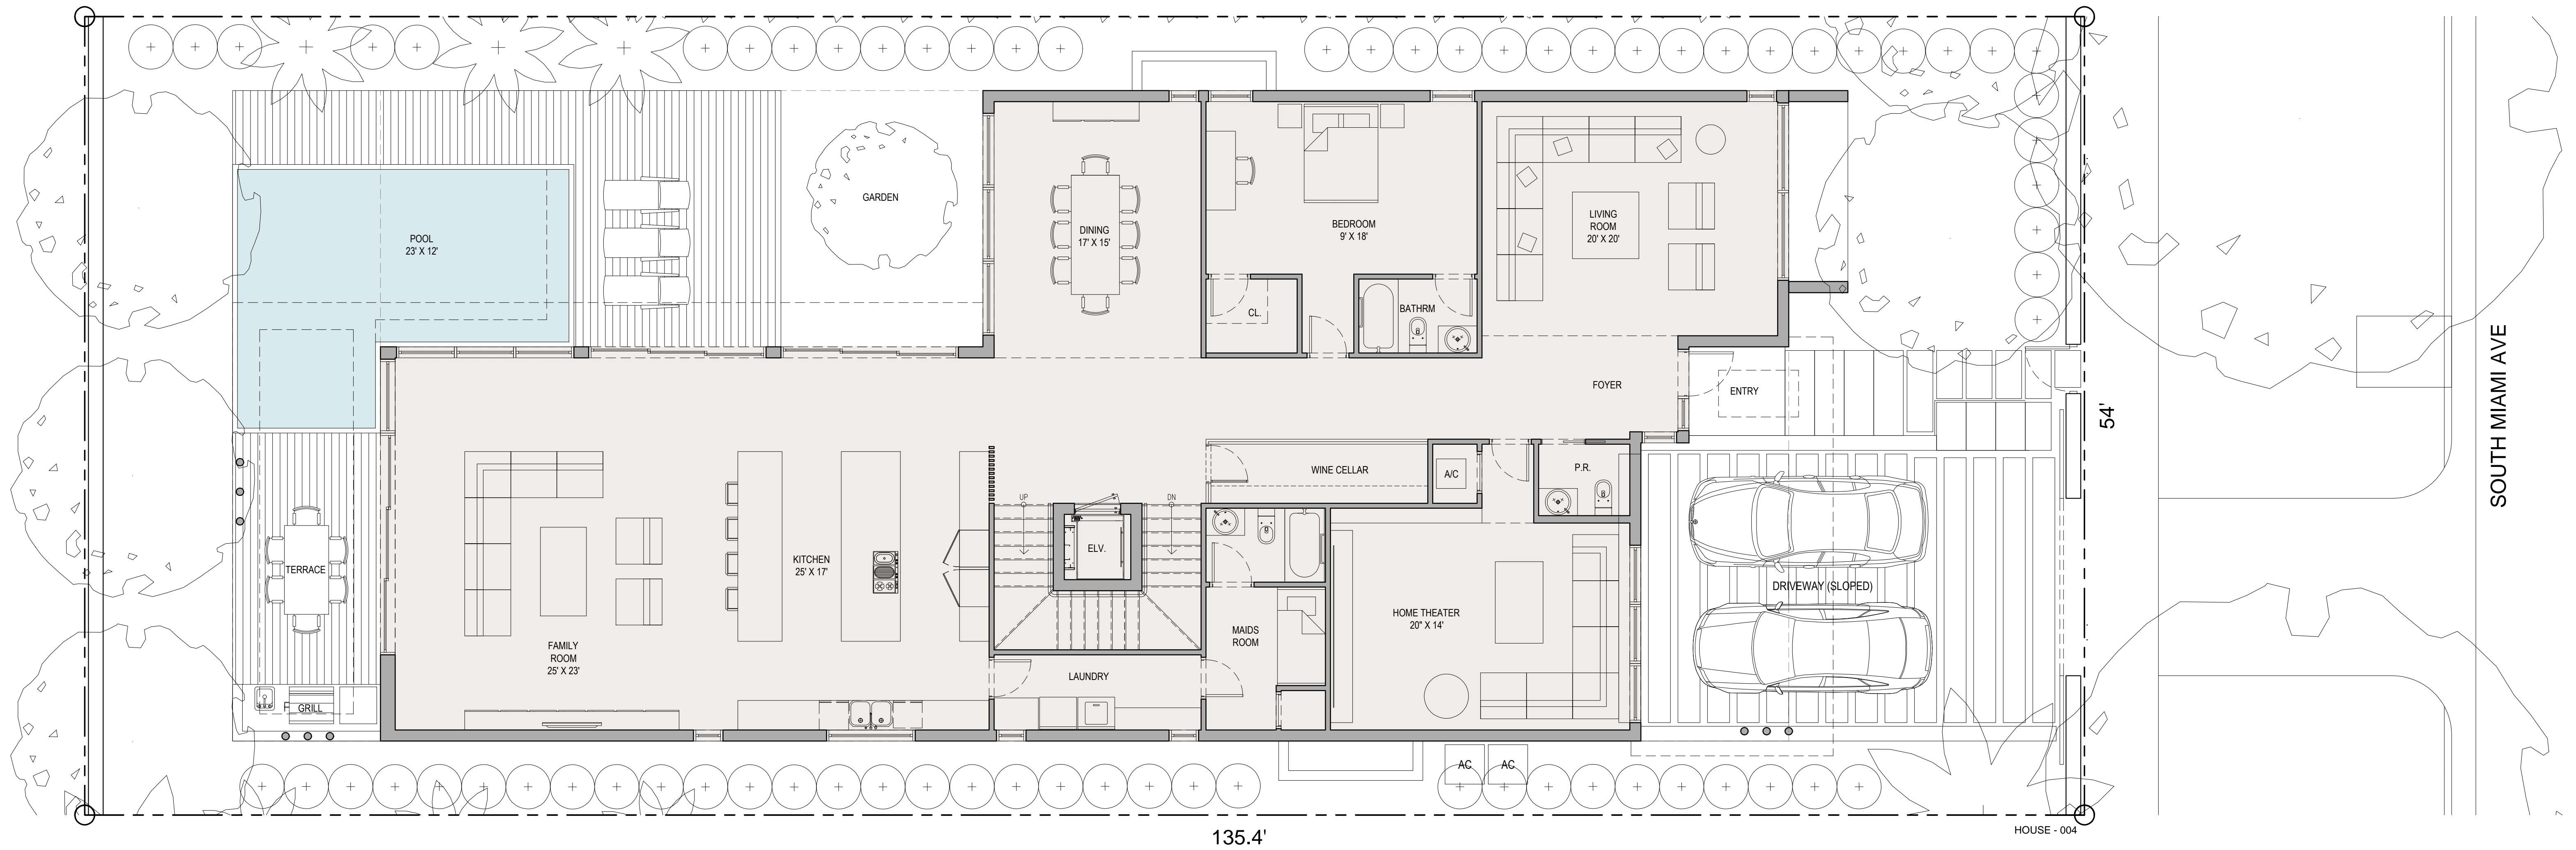 GARDEN
POOL
23' X 12'
DINING
17' X 15'
BEDROOM
9' X 18'
LIVING
ROOM
20' X 20'
CL.
BATHRM
FOYER
ENTRY
SOUTH MIAMI AVE
54'
WINE CELLAR
A/C
P.R.
UP
DN
ELV.
KITCHEN
25' X 17'
TERRACE
DRIVEWAY (SLOPED)
HOME THEATER
20" X 14'
MAIDS
ROOM
FAMILY
ROOM
25' X 23'
LAUNDRY
GRILL
AC
AC
HOUSE - 004
135.4'